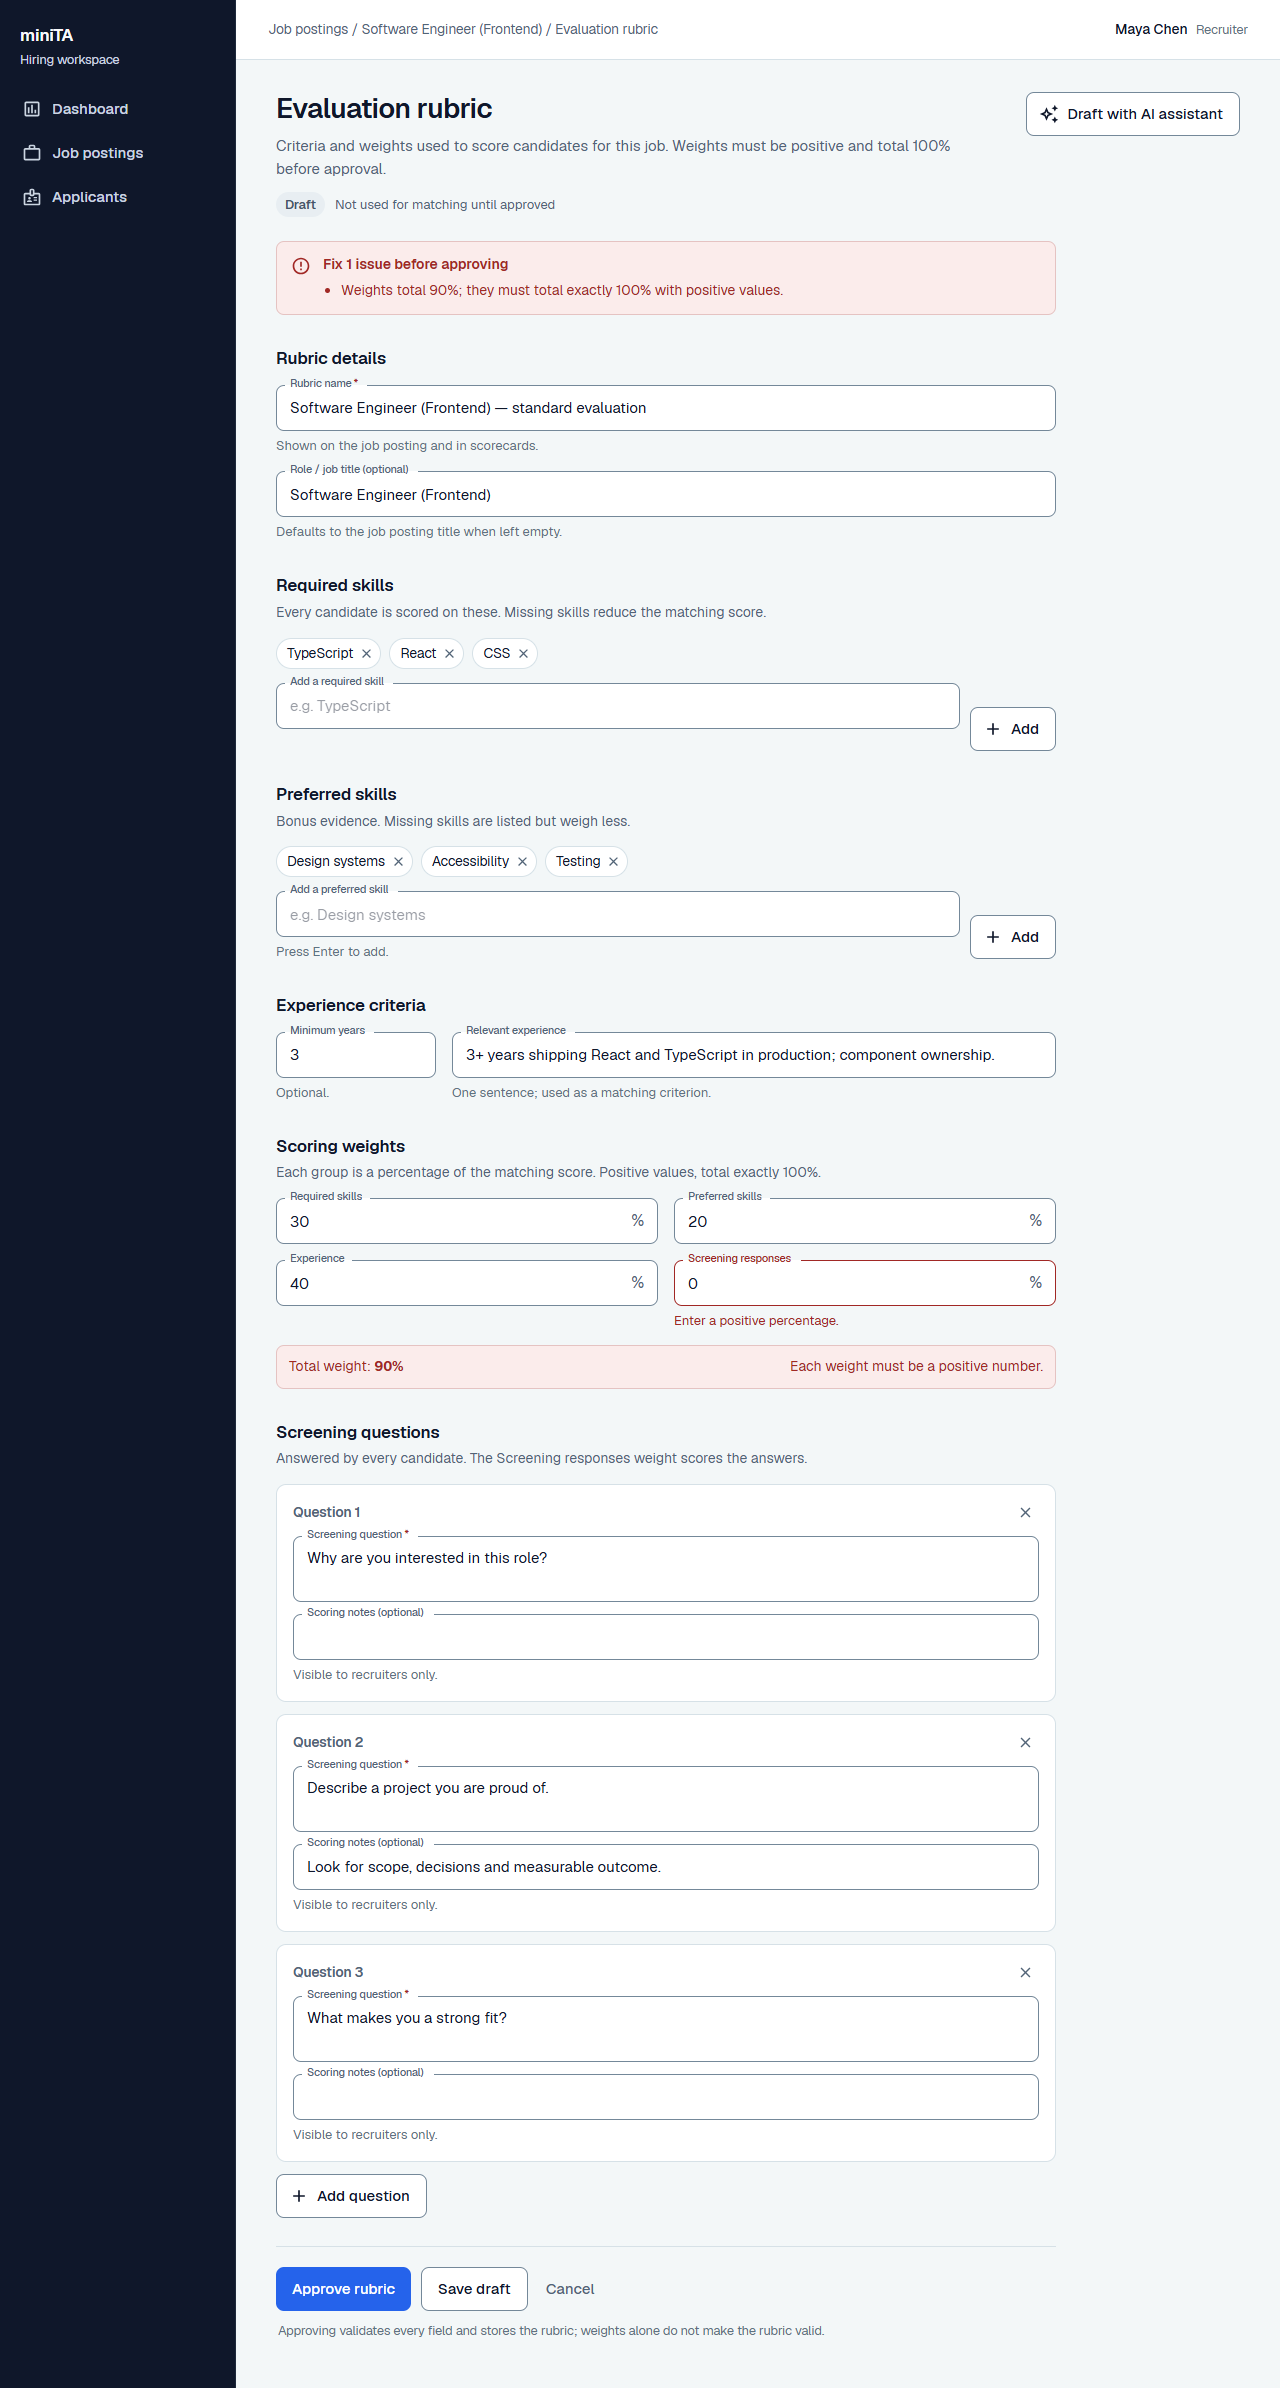 miniTA
Hiring workspace
Dashboard
Job postings
Applicants
Job postings / Software Engineer (Frontend) / Evaluation rubric
Maya Chen Recruiter
Evaluation rubric
Draft with AI assistant
Criteria and weights used to score candidates for this job. Weights must be positive and total 100%
before approval.
Draft Not used for matching until approved
Fix 1 issue before approving
• Weights total 90%; they must total exactly 100% with positive values.
Rubric details
Rubric name *
Software Engineer (Frontend) — standard evaluation
Shown on the job posting and in scorecards.
Role / job title (optional)
Software Engineer (Frontend)
Defaults to the job posting title when left empty.
Required skills
Every candidate is scored on these. Missing skills reduce the matching score.
TypeScript × React × CSS ×
Add a required skill
e.g. TypeScript
+ Add
Preferred skills
Bonus evidence. Missing skills are listed but weigh less.
Design systems × Accessibility × Testing ×
Add a preferred skill
e.g. Design systems
+ Add
Press Enter to add.
Experience criteria
Minimum years Relevant experience
3 3+ years shipping React and TypeScript in production; component ownership.
Optional. One sentence; used as a matching criterion.
Scoring weights
Each group is a percentage of the matching score. Positive values, total exactly 100%.
Required skills Preferred skills
30 % 20 %
Experience Screening responses
40 % 0 %
Enter a positive percentage.
Total weight: 90% Each weight must be a positive number.
Screening questions
Answered by every candidate. The Screening responses weight scores the answers.
Question 1 ×
Screening question *
Why are you interested in this role?
Scoring notes (optional)
Visible to recruiters only.
Question 2 ×
Screening question *
Describe a project you are proud of.
Scoring notes (optional)
Look for scope, decisions and measurable outcome.
Visible to recruiters only.
Question 3 ×
Screening question *
What makes you a strong fit?
Scoring notes (optional)
Visible to recruiters only.
+ Add question
Approve rubric Save draft Cancel
Approving validates every field and stores the rubric; weights alone do not make the rubric valid.